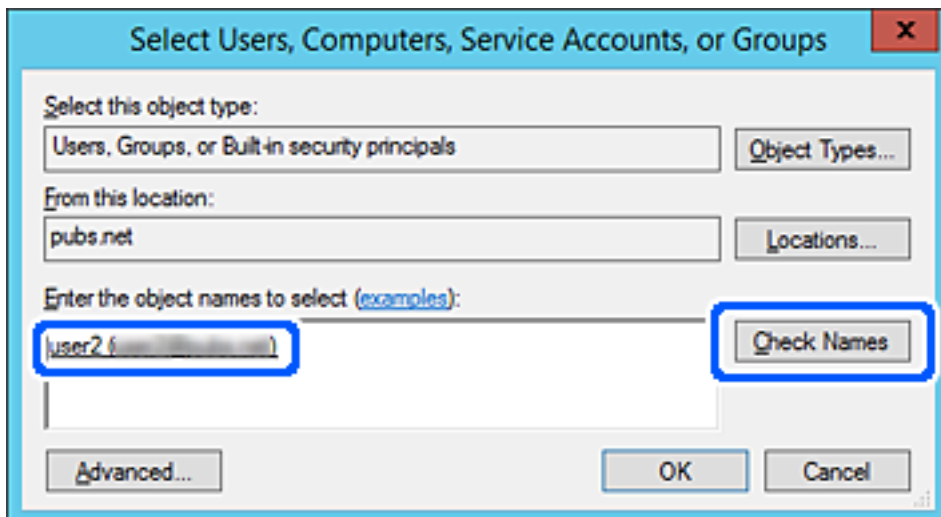 Select Users, Computers, Service Accounts, or Groups
x
Select this object type:
Users, Groups, or Built-in security principals
Object Types...
From this location:
pubs.net
Locations...
Enter the object names to select (examples):
user2 (
)
Check Names
Advanced...
OK
Cancel